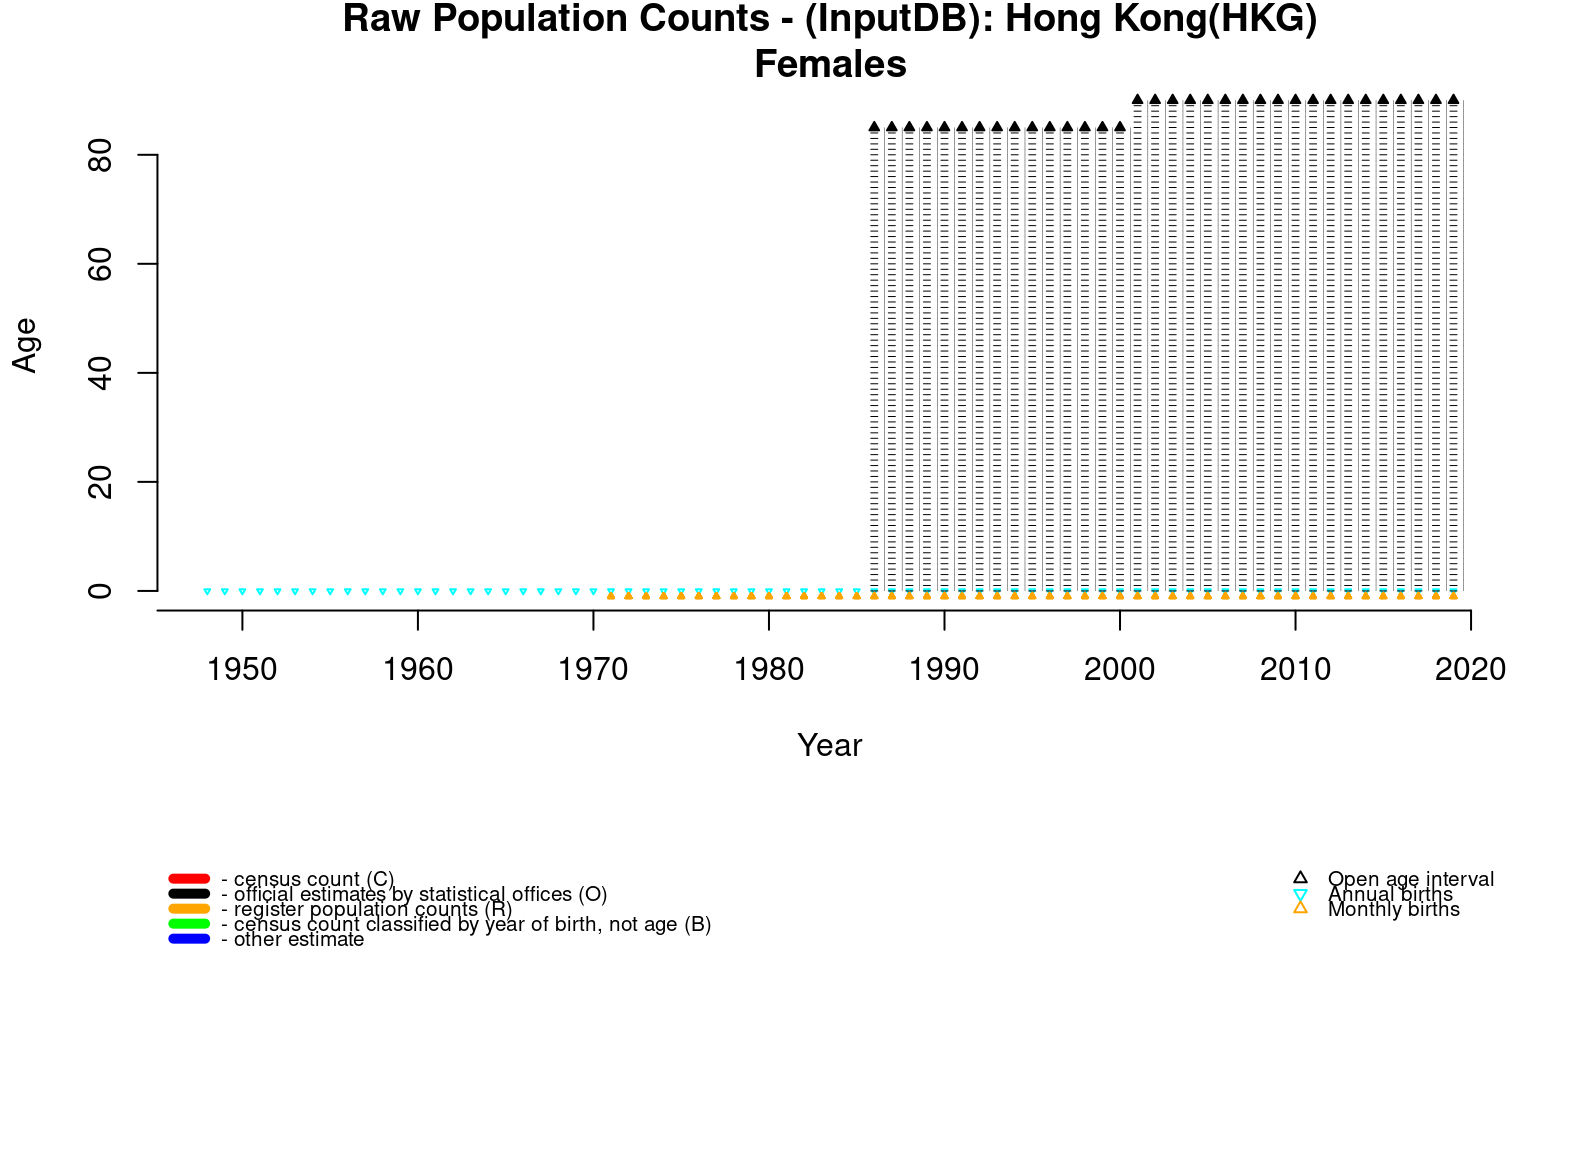 Raw Population Counts - (InputDB): Hong Kong(HKG)
Females
80
60
40
20
0
Age
1950 1960 1970 1980 1990 2000 2010 2020
Year
- census count (C)
- official estimates by statistical offices (O)
- register population counts (R)
- census count classified by year of birth, not age (B)
- other estimate
Open age interval
Annual births
Monthly births